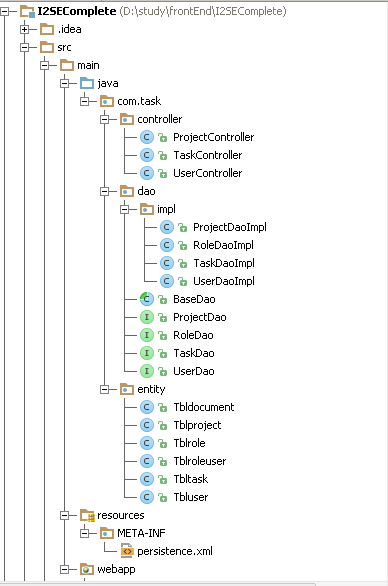 I2SEComplete (D:\study\frontEnd\I2SEComplete)
.idea
src
main
java
com.task
controller
ProjectController
TaskController
UserController
dao
impl
ProjectDaoImpl
RoleDaoImpl
TaskDaoImpl
UserDaoImpl
BaseDao
ProjectDao
RoleDao
TaskDao
UserDao
entity
Tbldocument
Tblproject
Tblrole
Tblroleuser
Tbltask
Tbluser
resources
META-INF
persistence.xml
webapp